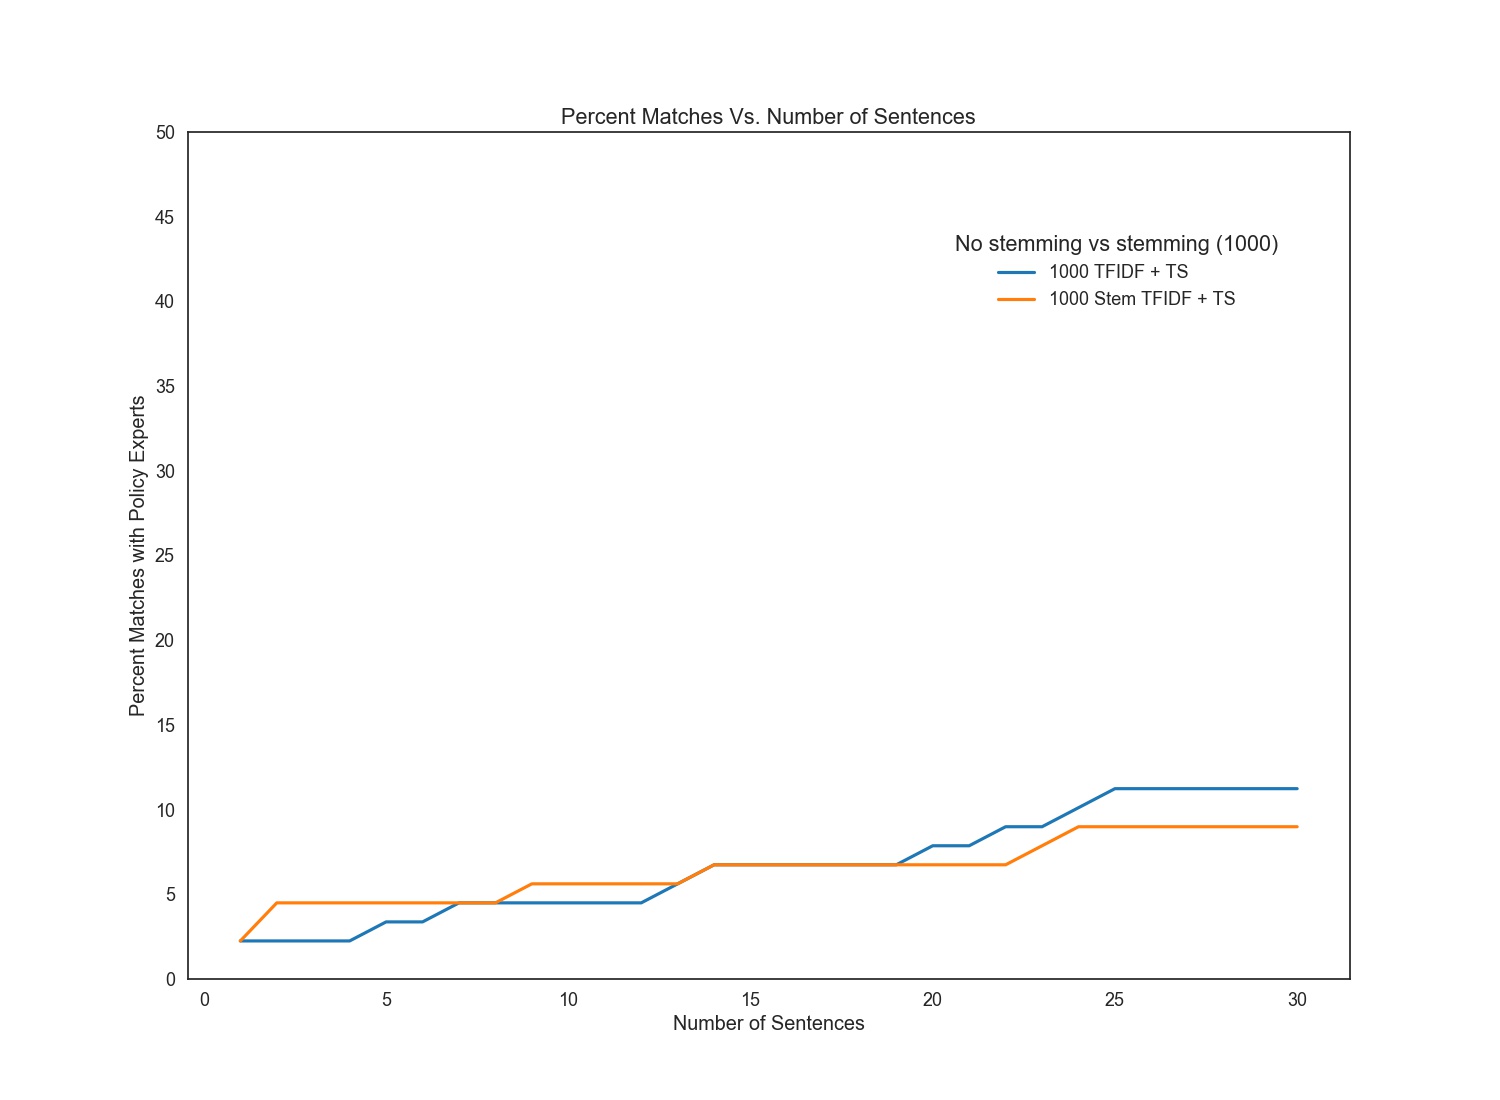 Percent Matches Vs. Number of Sentences
50
45
40
35
30
25
20
15
10
5
0
Percent Matches with Policy Experts
No stemming vs stemming (1000)
1000 TFIDF + TS
1000 Stem TFIDF + TS
0 5 10 15 20 25 30
Number of Sentences